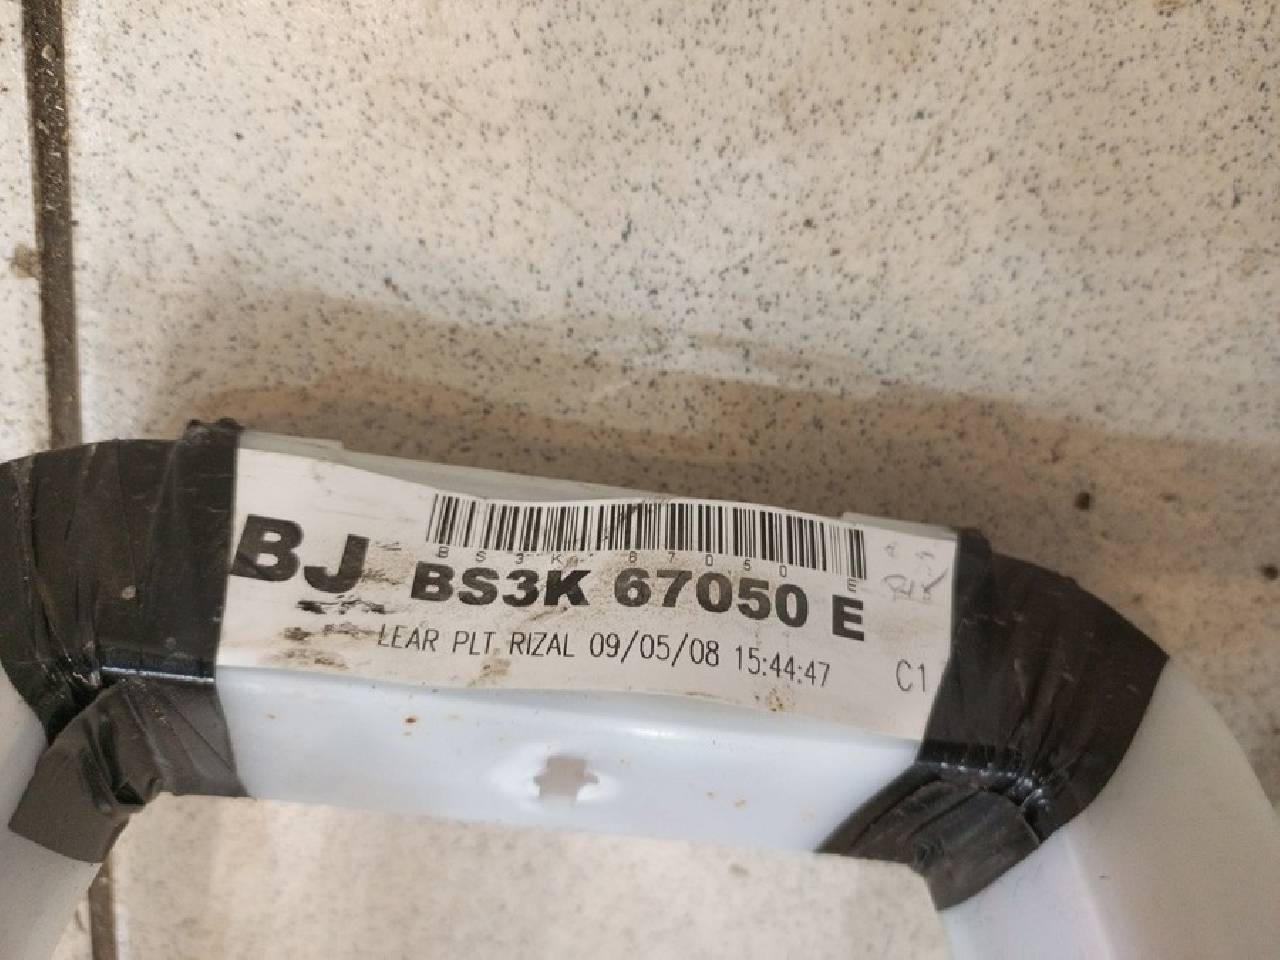 BS3K 67050 E
BJ BS3K 67050 E
LEAR PLT RIZAL 09/05/08 15:44:47 C1